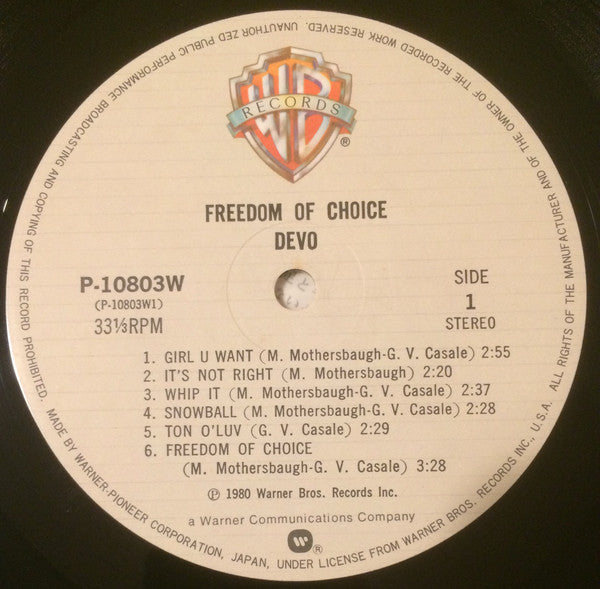 WB
RECORDS
®
FREEDOM OF CHOICE
DEVO
P-10803W
(P-10803W1)
33⅓RPM
SIDE
1
STEREO
1. GIRL U WANT (M. Mothersbaugh-G. V. Casale) 2:55
2. IT'S NOT RIGHT (M. Mothersbaugh) 2:20
3. WHIP IT (M. Mothersbaugh-G. V. Casale) 2:37
4. SNOWBALL (M. Mothersbaugh-G. V. Casale) 2:28
5. TON O'LUV (G. V. Casale) 2:29
6. FREEDOM OF CHOICE
(M. Mothersbaugh-G. V. Casale) 3:28
℗ 1980 Warner Bros. Records Inc.
a Warner Communications Company
W ®
MADE BY WARNER-PIONEER CORPORATION, JAPAN, UNDER LICENSE FROM WARNER BROS. RECORDS INC., U.S.A. ALL RIGHTS OF THE MANUFACTURER AND OF THE OWNER OF THE RECORDED WORK RESERVED. UNAUTHORIZED PUBLIC PERFORMANCE BROADCASTING AND COPYING OF THIS RECORD PROHIBITED.